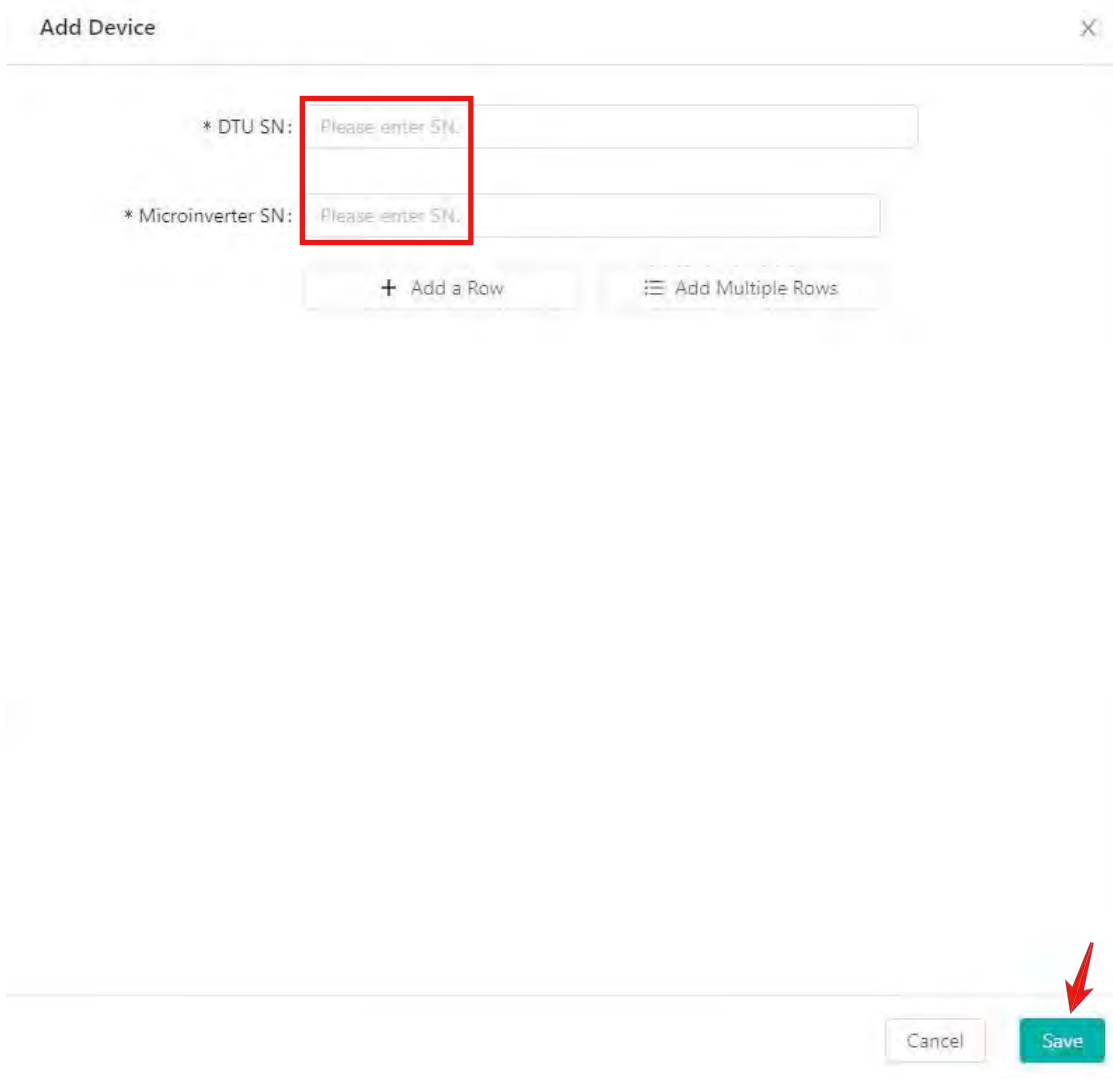 Add Device
* DTU SN: Please enter SN.
* Microinverter SN: Please enter SN.
+ Add a Row Add Multiple Rows
Cancel Save